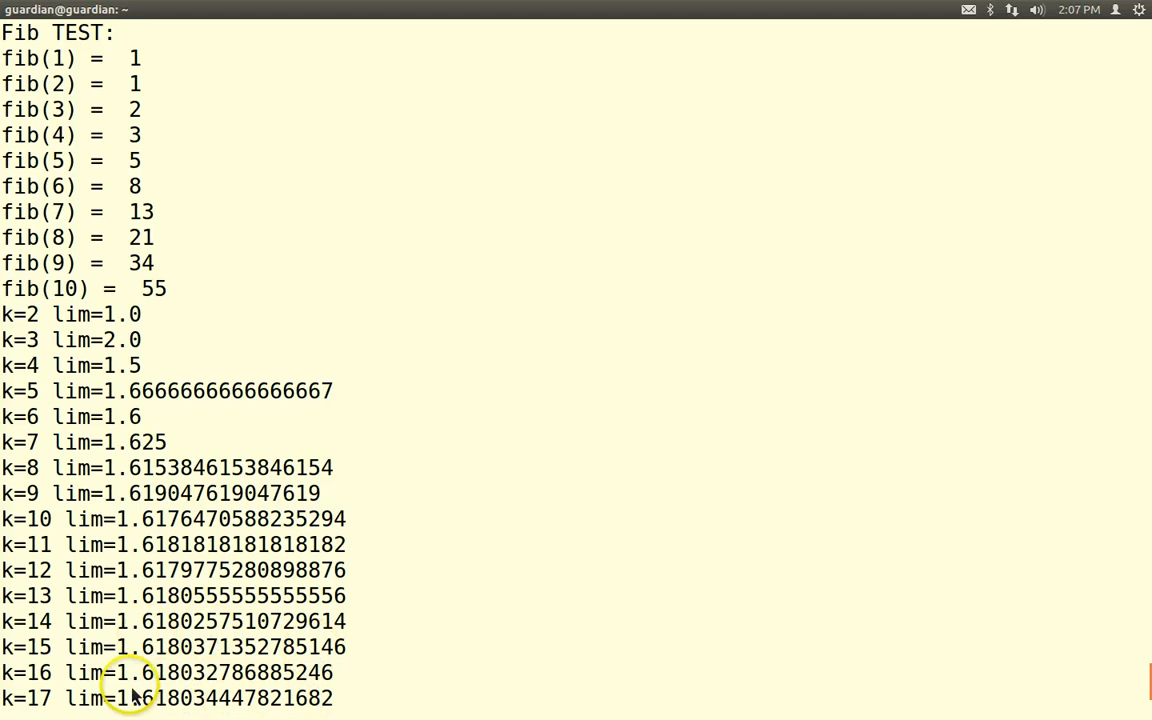 guardian@guardian: ~
2:07 PM
Fib TEST:
fib(1) =  1
fib(2) =  1
fib(3) =  2
fib(4) =  3
fib(5) =  5
fib(6) =  8
fib(7) =  13
fib(8) =  21
fib(9) =  34
fib(10) =  55
k=2 lim=1.0
k=3 lim=2.0
k=4 lim=1.5
k=5 lim=1.6666666666666667
k=6 lim=1.6
k=7 lim=1.625
k=8 lim=1.6153846153846154
k=9 lim=1.619047619047619
k=10 lim=1.6176470588235294
k=11 lim=1.6181818181818182
k=12 lim=1.6179775280898876
k=13 lim=1.6180555555555556
k=14 lim=1.6180257510729614
k=15 lim=1.6180371352785146
k=16 lim=1.618032786885246
k=17 lim=1.618034447821682